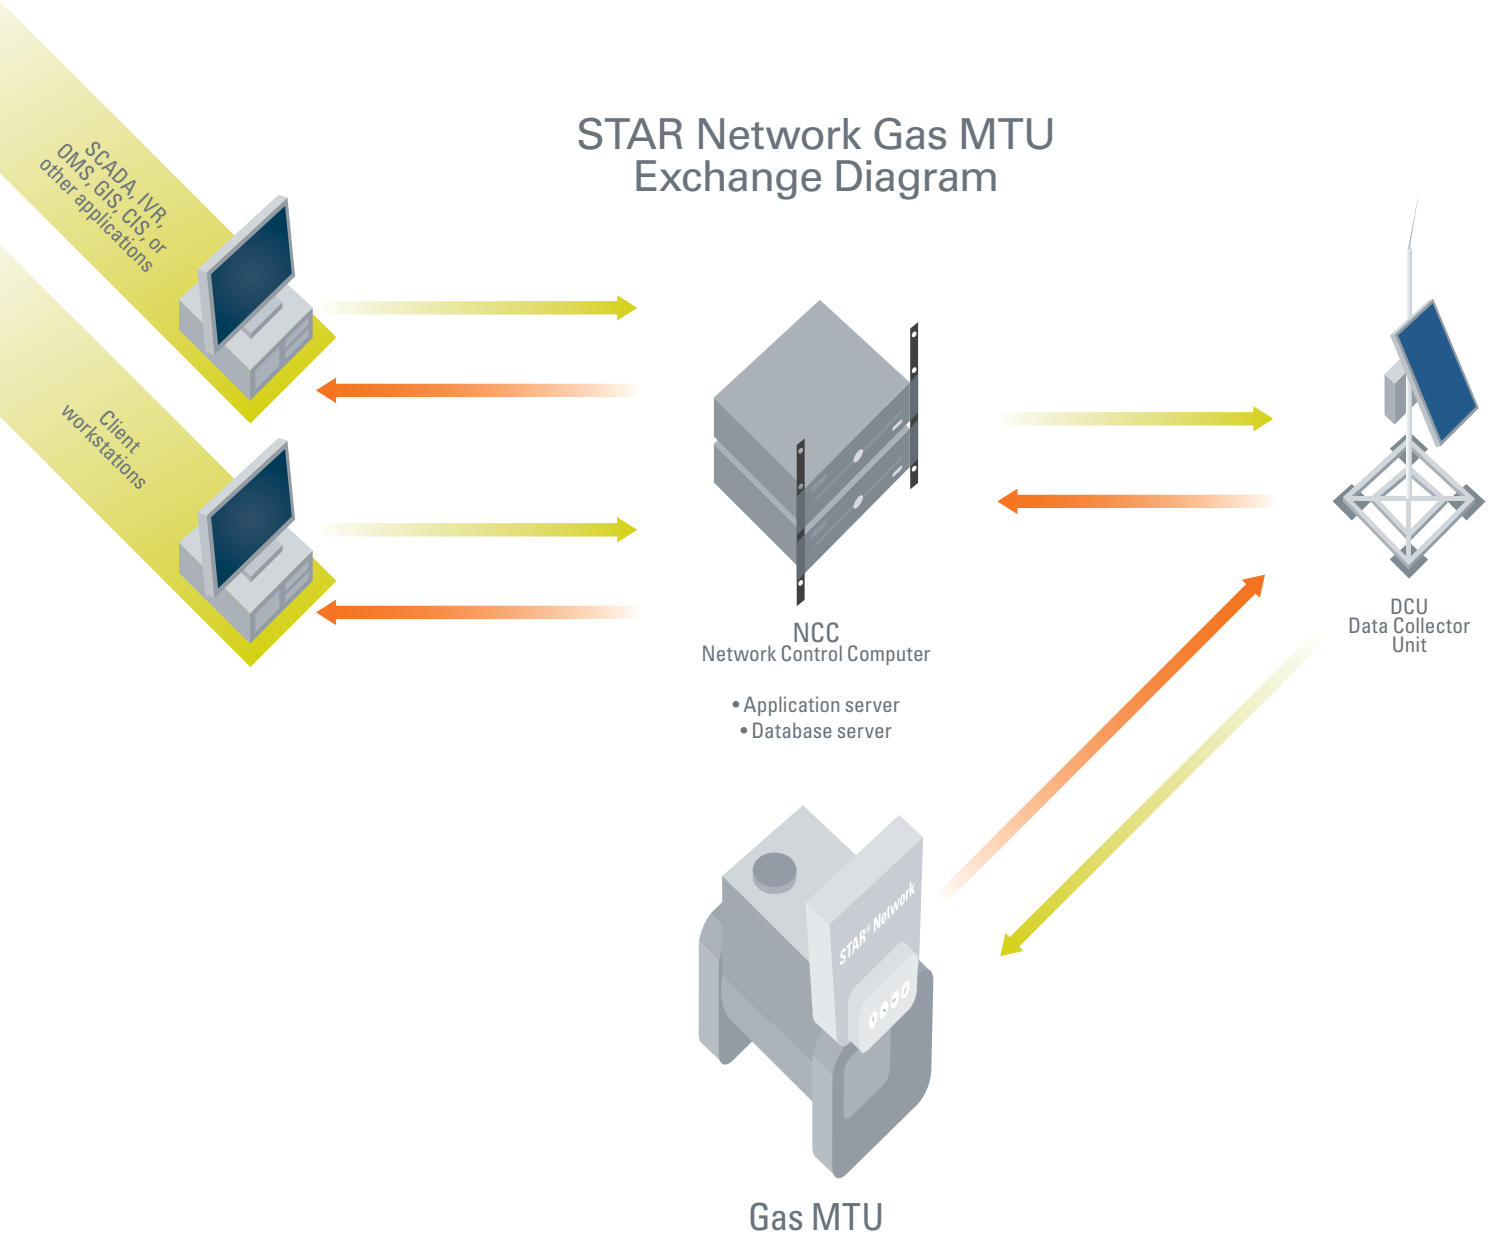 STAR Network Gas MTU
Exchange Diagram
SCADA, IVR,
OMS, GIS, CIS, or
other applications
Client
workstations
NCC
Network Control Computer
• Application server
• Database server
DCU
Data Collector
Unit
STAR® Network
Gas MTU